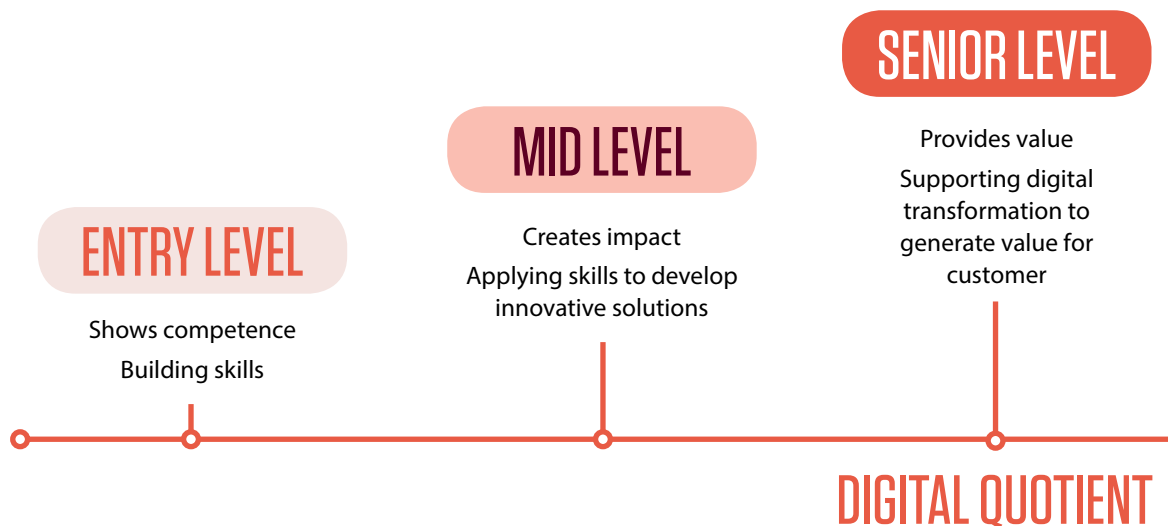 ENTRY LEVEL
Shows competence
Building skills
MID LEVEL
Creates impact
Applying skills to develop
innovative solutions
SENIOR LEVEL
Provides value
Supporting digital
transformation to
generate value for
customer
DIGITAL QUOTIENT